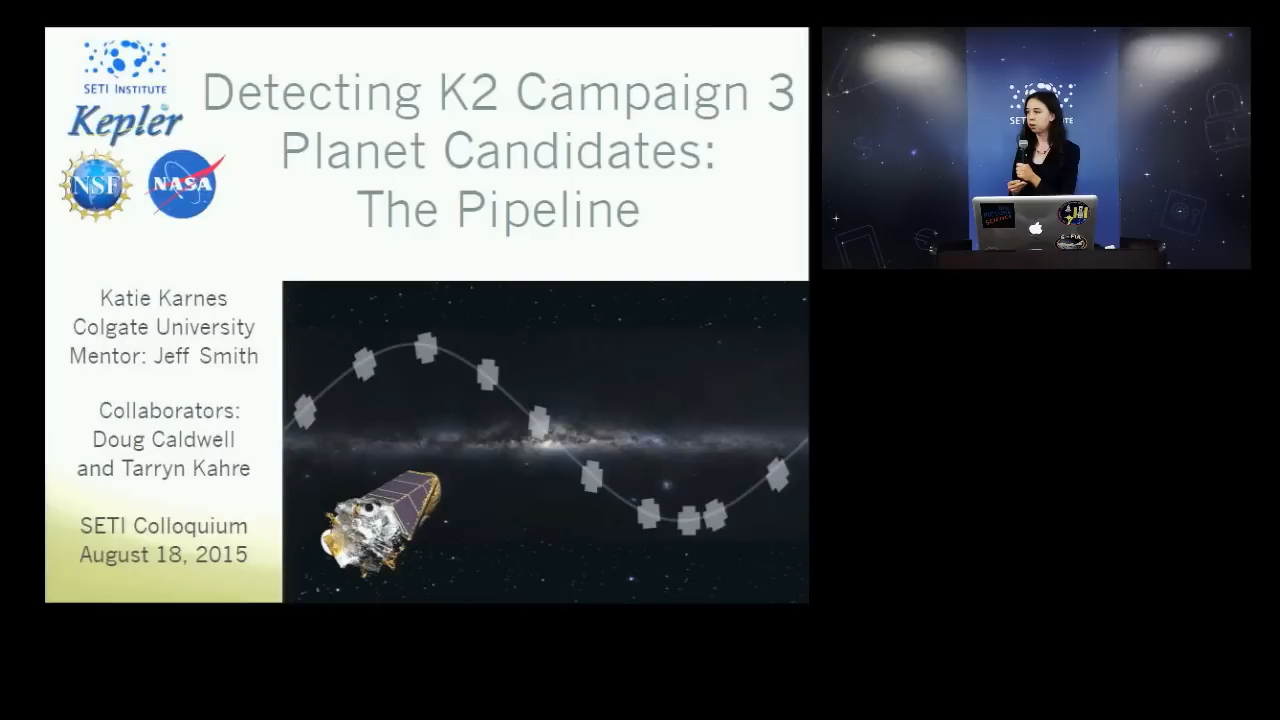 SETI INSTITUTE
Kepler
NSF
NASA
Detecting K2 Campaign 3
Planet Candidates:
The Pipeline
Katie Karnes
Colgate University
Mentor: Jeff Smith
Collaborators:
Doug Caldwell
and Tarryn Kahre
SETI Colloquium
August 18, 2015
SCIENCE